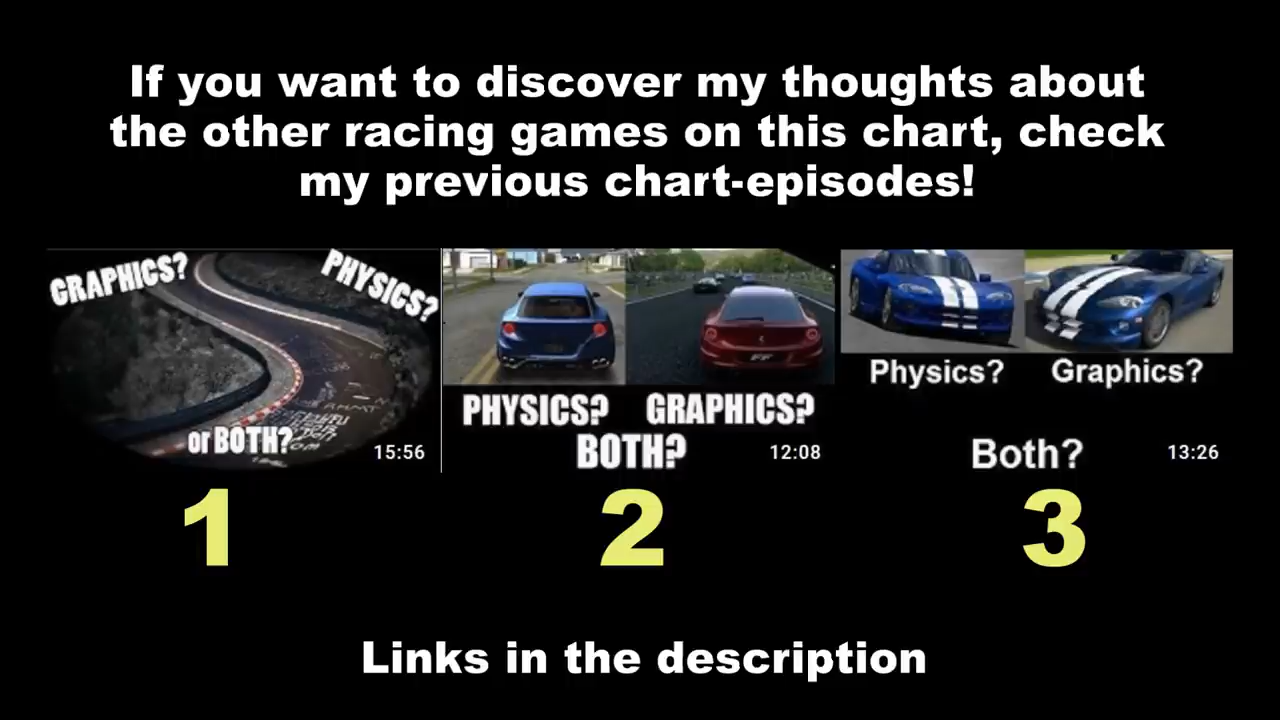 If you want to discover my thoughts about
the other racing games on this chart, check
my previous chart-episodes!
GRAPHICS?
PHYSICS?
or BOTH?
15:56
PHYSICS? GRAPHICS?
BOTH?
12:08
FF
Physics? Graphics?
Both?
13:26
1 2 3
Links in the description